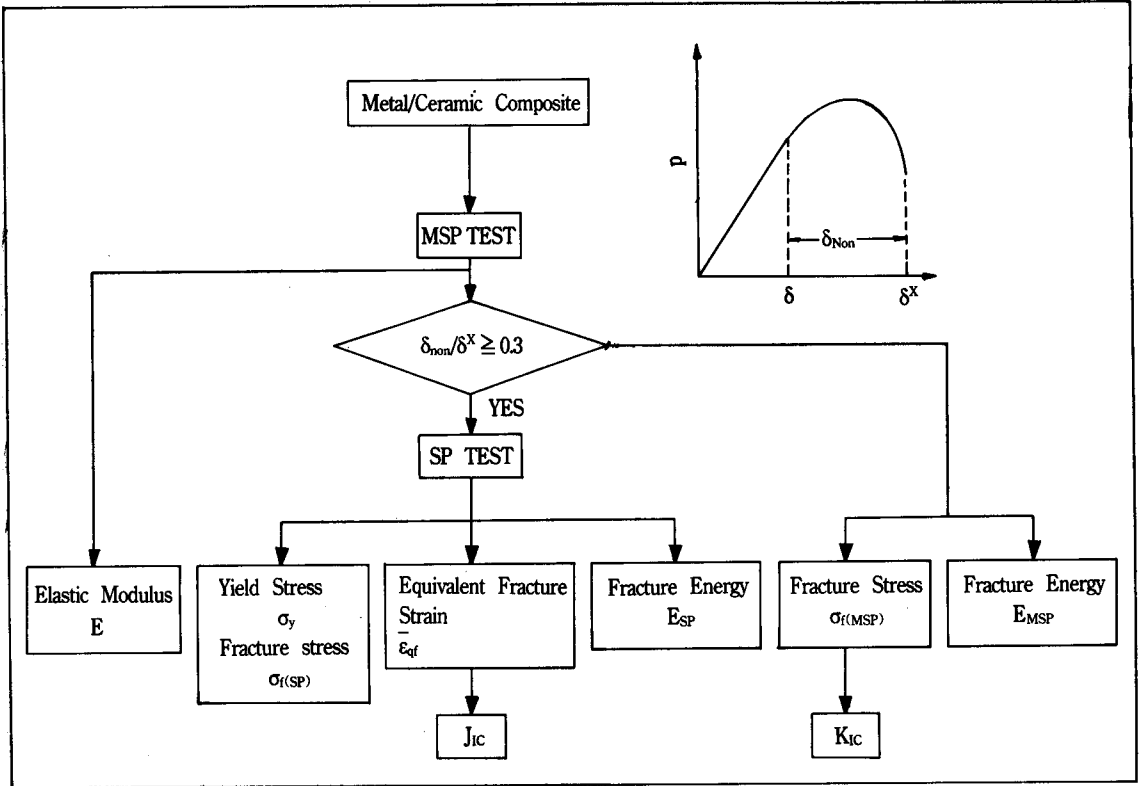 Metal/Ceramic Composite
p
MSP TEST
δNon
δ
δˣ
δnon/δˣ ≧ 0.3
YES
SP TEST
Elastic Modulus
E
Yield Stress
σy
Fracture stress
σf(SP)
Equivalent Fracture
Strain
ε̄qf
Fracture Energy
ESP
Fracture Stress
σf(MSP)
Fracture Energy
EMSP
JIC
KIC